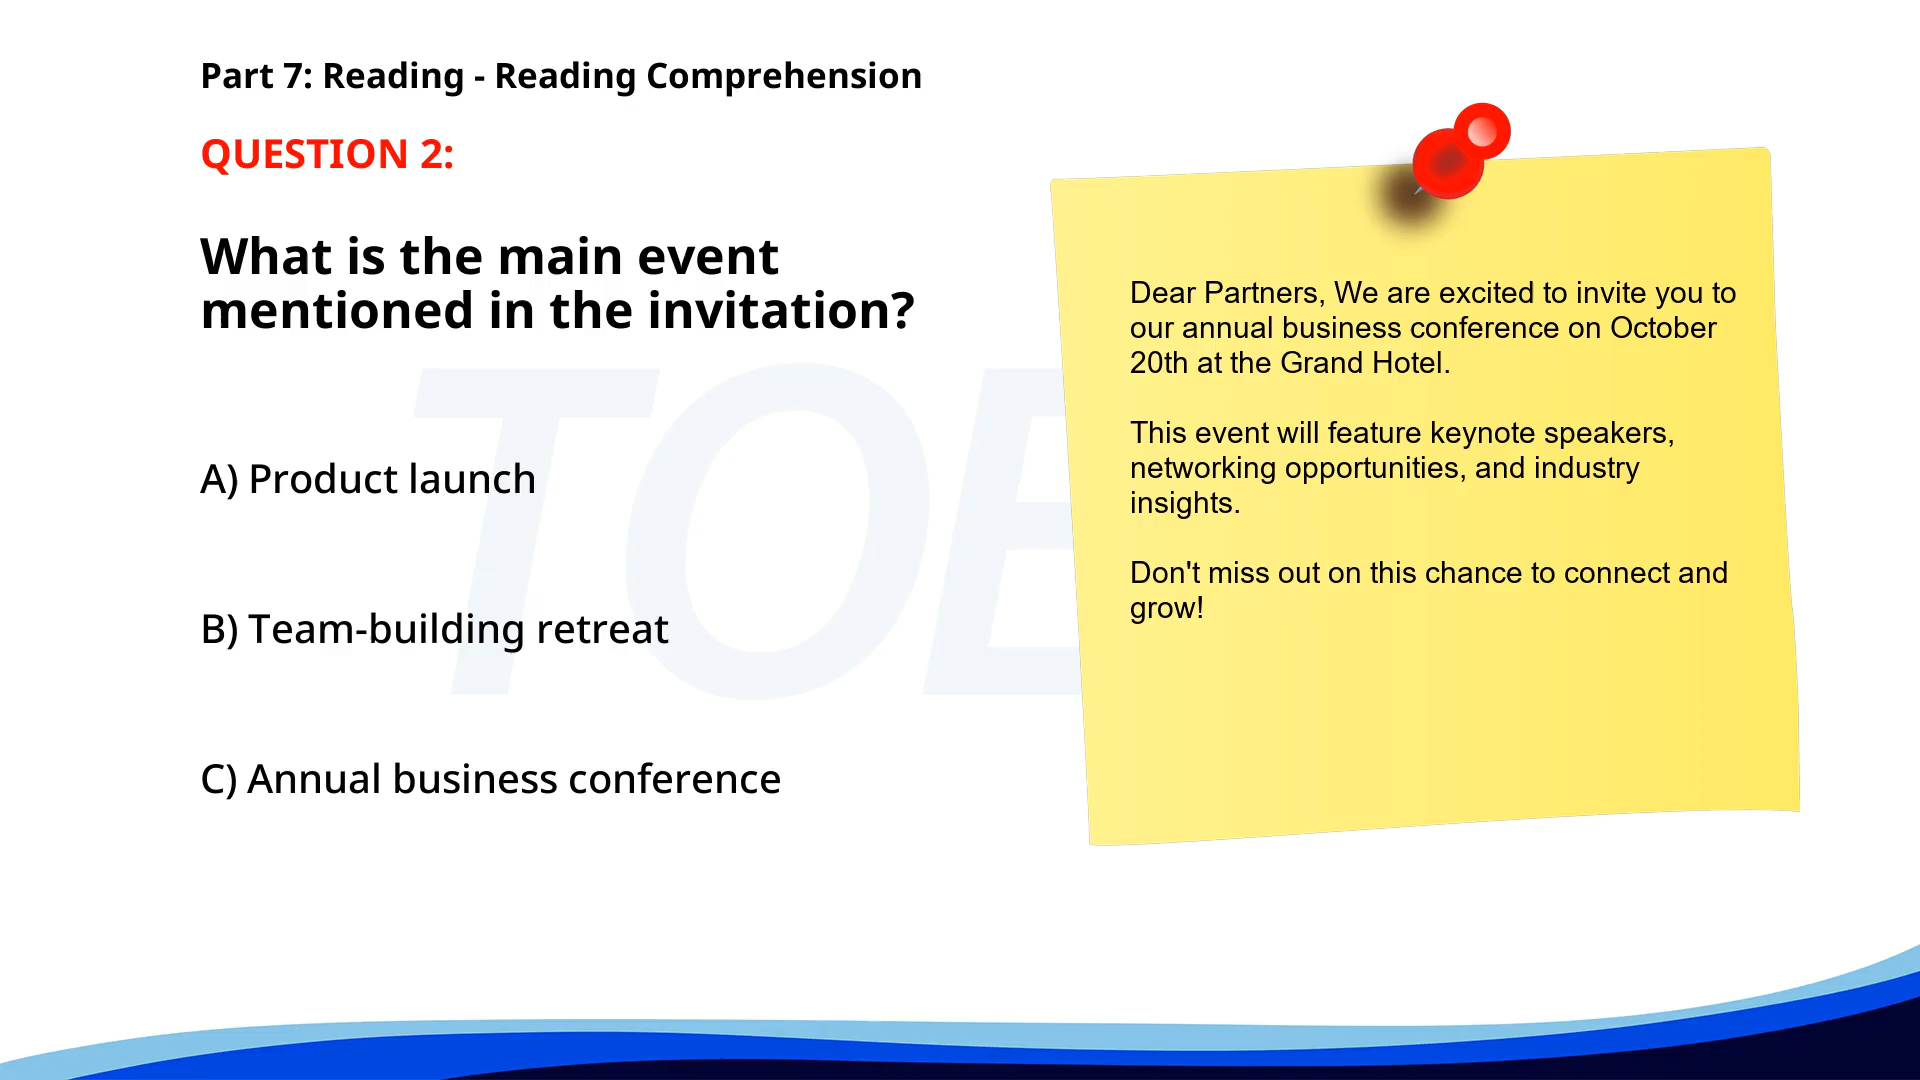 Part 7: Reading - Reading Comprehension
QUESTION 2:
What is the main event
mentioned in the invitation?
A) Product launch
B) Team-building retreat
C) Annual business conference
Dear Partners, We are excited to invite you to
our annual business conference on October
20th at the Grand Hotel.
This event will feature keynote speakers,
networking opportunities, and industry
insights.
Don't miss out on this chance to connect and
grow!
TOE